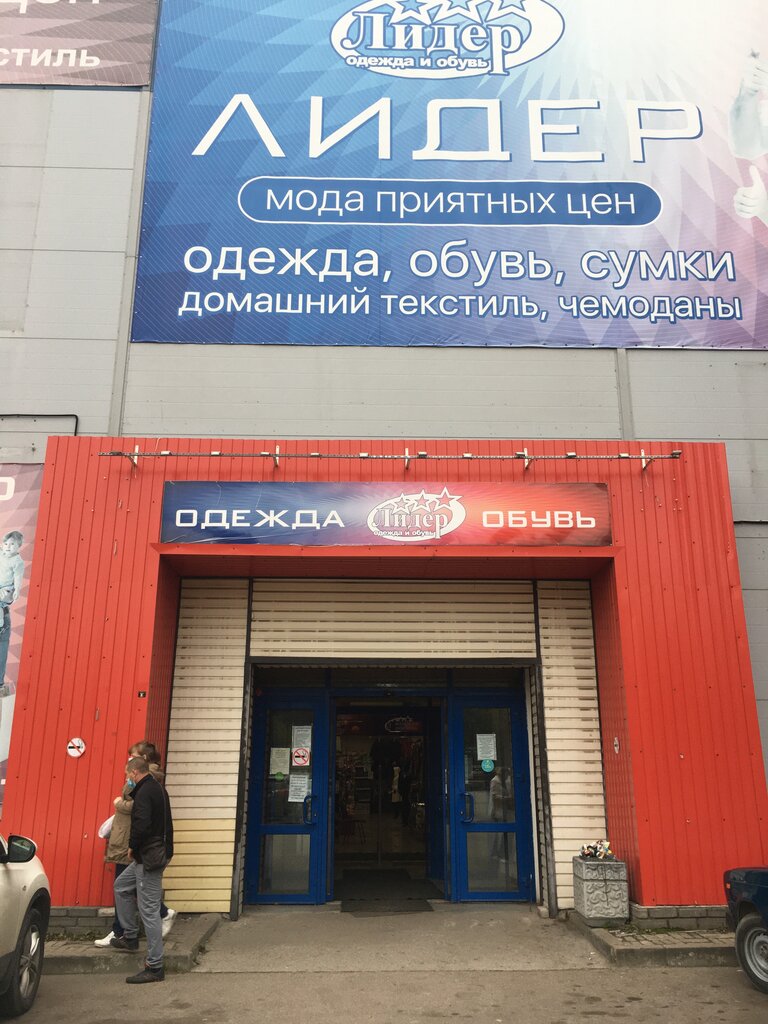 стиль
Лидер
одежда и обувь
ЛИДЕР
мода приятных цен
одежда, обувь, сумки
домашний текстиль, чемоданы
ОДЕЖДА Лидер ОБУВЬ
одежда и обувь